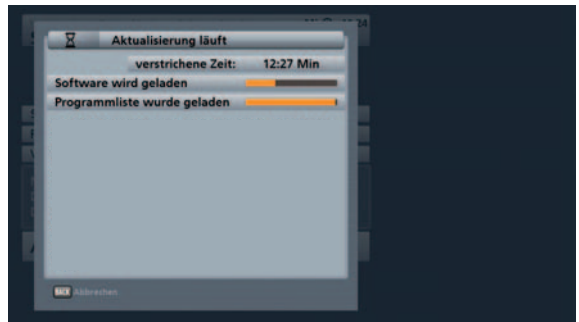 Aktualisierung läuft
verstrichene Zeit: 12:27 Min
Software wird geladen
Programmliste wurde geladen
BACK Abbrechen